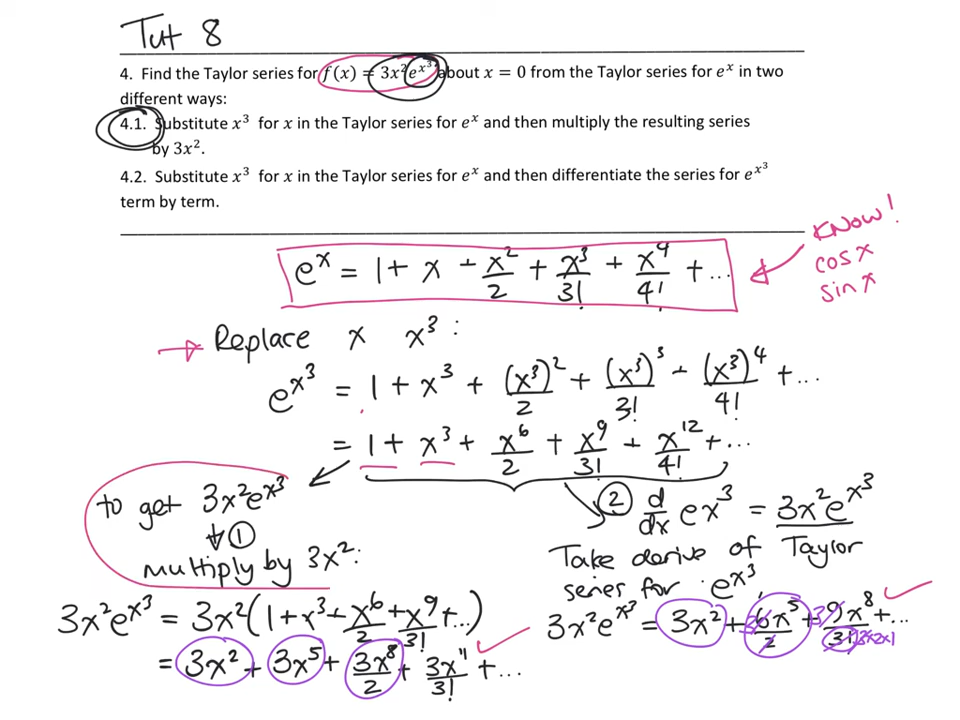 Tut 8
4. Find the Taylor series for f(x) = 3x²e^{x³} about x = 0 from the Taylor series for e^x in two
different ways:
4.1. Substitute x³ for x in the Taylor series for e^x and then multiply the resulting series
by 3x².
4.2. Substitute x³ for x in the Taylor series for e^x and then differentiate the series for e^{x³}
term by term.
KNOW!
cos x
sin x
e^x = 1 + x + x²/2 + x³/3! + x⁴/4! + ...
→ Replace x x³:
e^{x³} = 1 + x³ + (x³)²/2 + (x³)³/3! + (x³)⁴/4! + ...
= 1 + x³ + x⁶/2 + x⁹/3! + x¹²/4! + ...
to get 3x²e^{x³}
① 
multiply by 3x²:
3x²e^{x³} = 3x²(1 + x³ + x⁶/2 + x⁹/3! + ...)
= 3x² + 3x⁵ + 3x⁸/2 + 3x¹¹/3! + ...
② d/dx e^{x³} = 3x²e^{x³}
Take derive of Taylor
series for e^{x³},
3x²e^{x³} = 3x² + 6x⁵/2 + 9x⁸/3! + ...